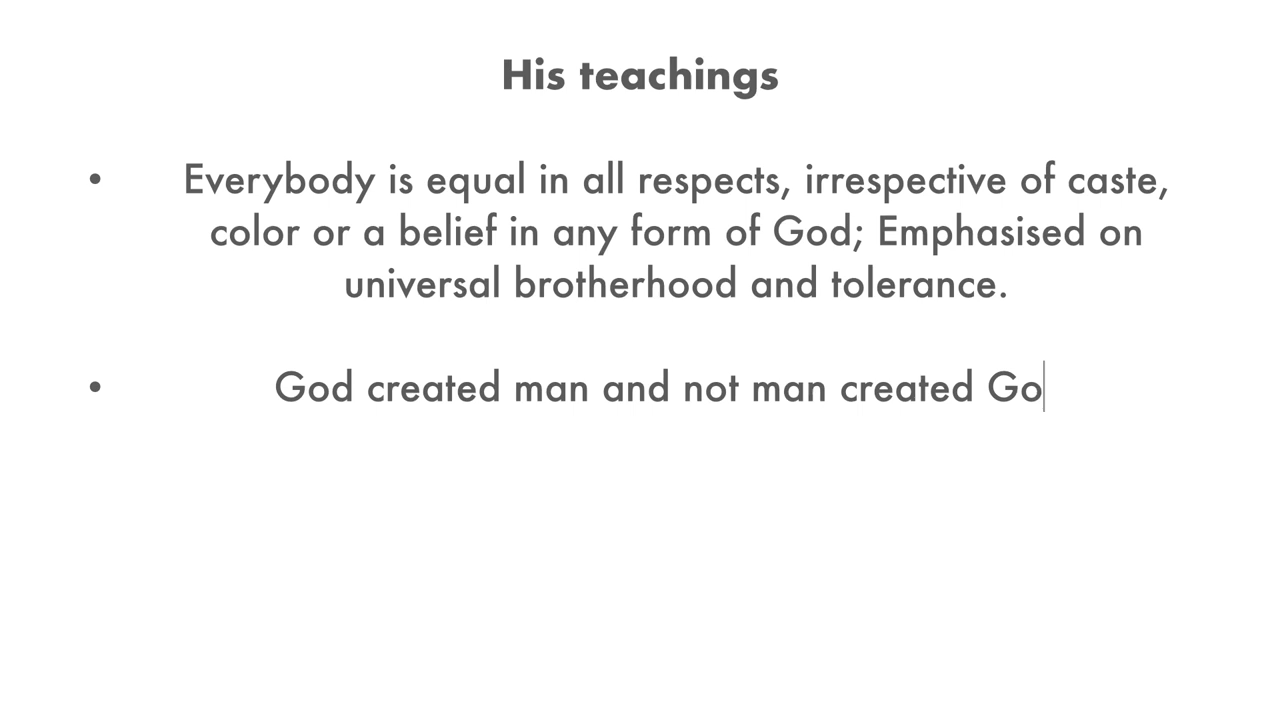 His teachings
• Everybody is equal in all respects, irrespective of caste,
color or a belief in any form of God; Emphasised on
universal brotherhood and tolerance.
• God created man and not man created Go